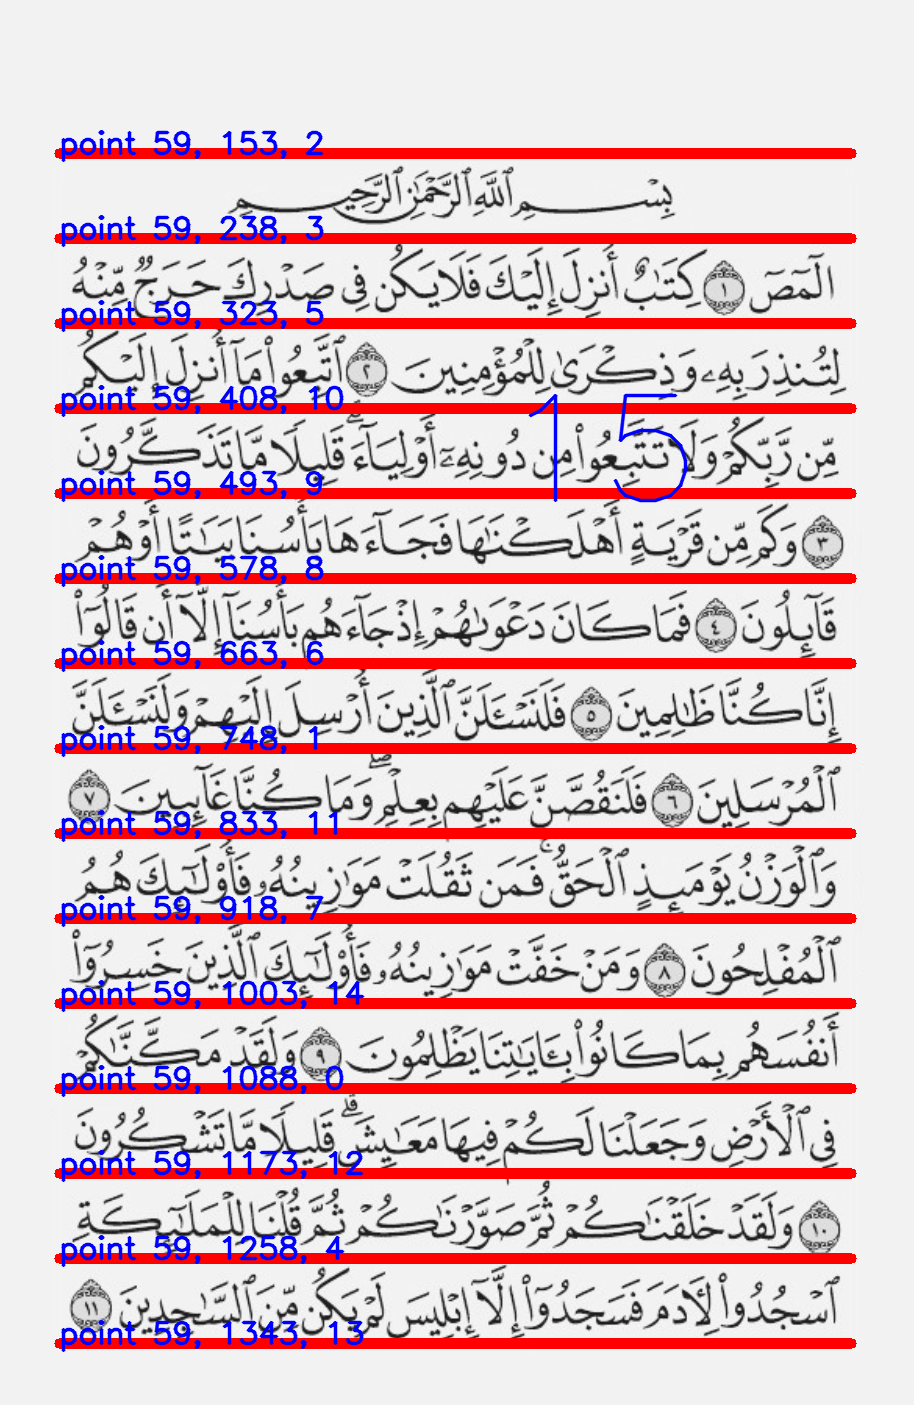 point 59, 153, 2
بِسْمِ ٱللَّهِ ٱلرَّحْمَٰنِ ٱلرَّحِيمِ
point 59, 238, 3
الٓمٓصٓ ١ كِتَٰبٌ أُنزِلَ إِلَيْكَ فَلَا يَكُن فِى صَدْرِكَ حَرَجٌ مِّنْهُ
point 59, 323, 5
لِتُنذِرَ بِهِۦ وَذِكْرَىٰ لِلْمُؤْمِنِينَ ٢ ٱتَّبِعُوا۟ مَآ أُنزِلَ إِلَيْكُم
point 59, 408, 10
15
مِّن رَّبِّكُمْ وَلَا تَتَّبِعُوا۟ مِن دُونِهِۦٓ أَوْلِيَآءَ ۗ قَلِيلًا مَّا تَذَكَّرُونَ
point 59, 493, 9
٣ وَكَم مِّن قَرْيَةٍ أَهْلَكْنَٰهَا فَجَآءَهَا بَأْسُنَا بَيَٰتًا أَوْ هُمْ
point 59, 578, 8
قَآئِلُونَ ٤ فَمَا كَانَ دَعْوَىٰهُمْ إِذْ جَآءَهُم بَأْسُنَآ إِلَّآ أَن قَالُوٓا۟
point 59, 663, 6
إِنَّا كُنَّا ظَٰلِمِينَ ٥ فَلَنَسْـَٔلَنَّ ٱلَّذِينَ أُرْسِلَ إِلَيْهِمْ وَلَنَسْـَٔلَنَّ
point 59, 748, 1
ٱلْمُرْسَلِينَ ٦ فَلَنَقُصَّنَّ عَلَيْهِم بِعِلْمٍ ۖ وَمَا كُنَّا غَآئِبِينَ ٧
point 59, 833, 11
وَٱلْوَزْنُ يَوْمَئِذٍ ٱلْحَقُّ ۚ فَمَن ثَقُلَتْ مَوَٰزِينُهُۥ فَأُو۟لَٰٓئِكَ هُمُ
point 59, 918, 7
ٱلْمُفْلِحُونَ ٨ وَمَنْ خَفَّتْ مَوَٰزِينُهُۥ فَأُو۟لَٰٓئِكَ ٱلَّذِينَ خَسِرُوٓا۟
point 59, 1003, 14
أَنفُسَهُم بِمَا كَانُوا۟ بِـَٔايَٰتِنَا يَظْلِمُونَ ٩ وَلَقَدْ مَكَّنَّٰكُمْ
point 59, 1088, 0
فِى ٱلْأَرْضِ وَجَعَلْنَا لَكُمْ فِيهَا مَعَٰيِشَ ۗ قَلِيلًا مَّا تَشْكُرُونَ
point 59, 1173, 12
١٠ وَلَقَدْ خَلَقْنَٰكُمْ ثُمَّ صَوَّرْنَٰكُمْ ثُمَّ قُلْنَا لِلْمَلَٰٓئِكَةِ
point 59, 1258, 4
ٱسْجُدُوا۟ لِـَٔادَمَ فَسَجَدُوٓا۟ إِلَّآ إِبْلِيسَ لَمْ يَكُن مِّنَ ٱلسَّٰجِدِينَ ١١
point 59, 1343, 13